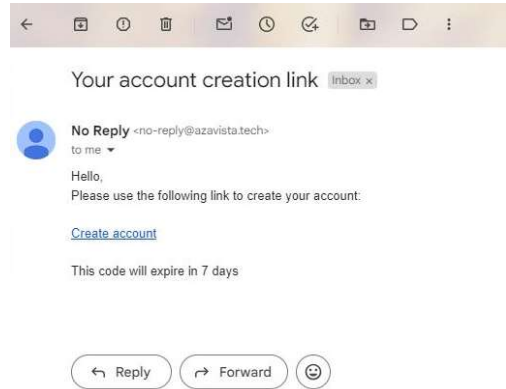 Your account creation link Inbox ×
No Reply <no-reply@azavista.tech>
to me
Hello,
Please use the following link to create your account:
Create account
This code will expire in 7 days
Reply Forward